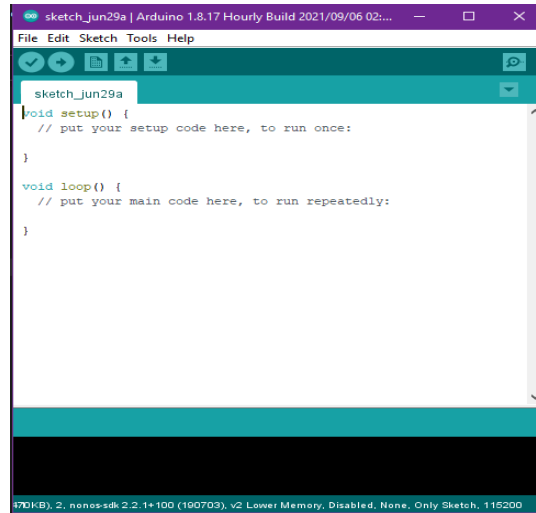 sketch_jun29a | Arduino 1.8.17 Hourly Build 2021/09/06 02:...
File Edit Sketch Tools Help
sketch_jun29a
void setup() {
  // put your setup code here, to run once:
}
void loop() {
  // put your main code here, to run repeatedly:
}
KB), 2, nonos-sdk 2.2.1+100 (190703), v2 Lower Memory, Disabled, None, Only Sketch, 115200